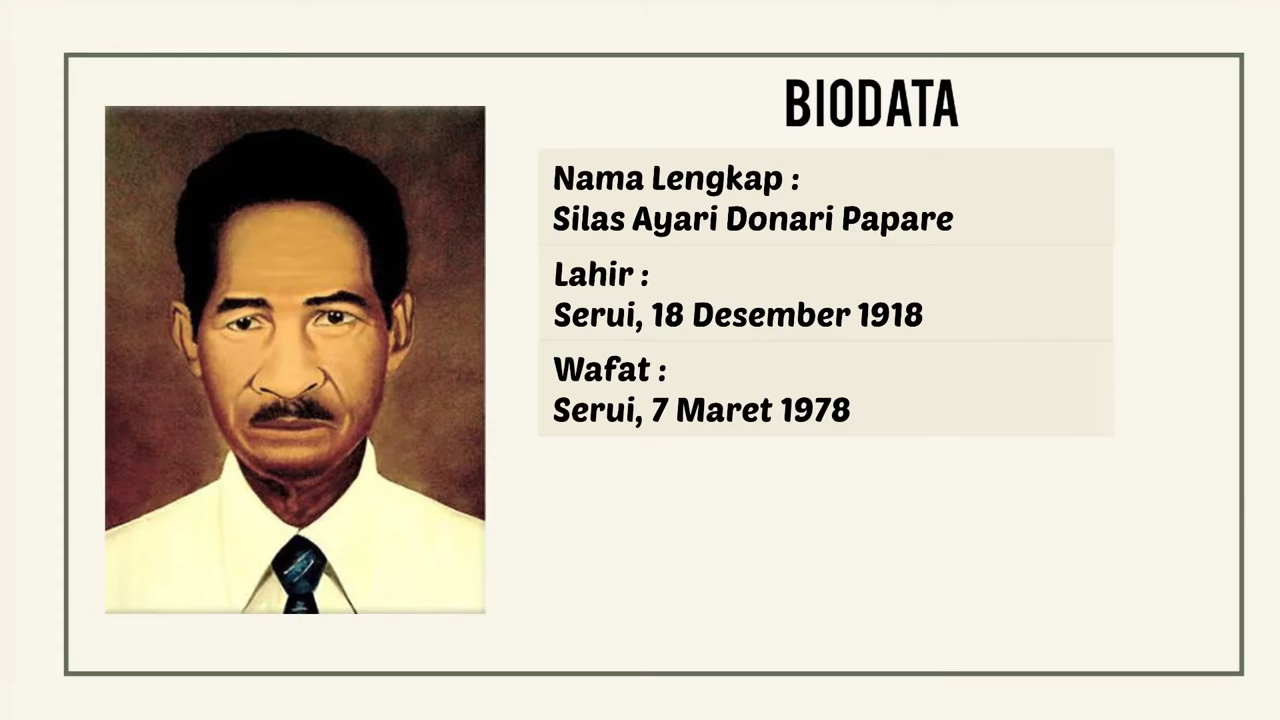 BIODATA
Nama Lengkap :
Silas Ayari Donari Papare
Lahir :
Serui, 18 Desember 1918
Wafat :
Serui, 7 Maret 1978